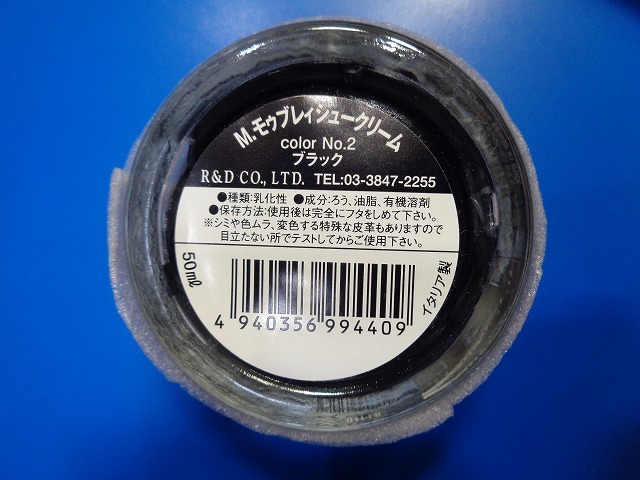 M.モゥブレィシュークリーム
color No.2
ブラック
R&D CO., LTD. TEL:03-3847-2255
●種類:乳化性 ●成分:ろう、油脂、有機溶剤
●保存方法:使用後は完全にフタをしめて下さい。
※シミや色ムラ、変色する特殊な皮革もありますので
目立たない所でテストしてからご使用下さい。
50ml
イタリア製
4 940356 994409